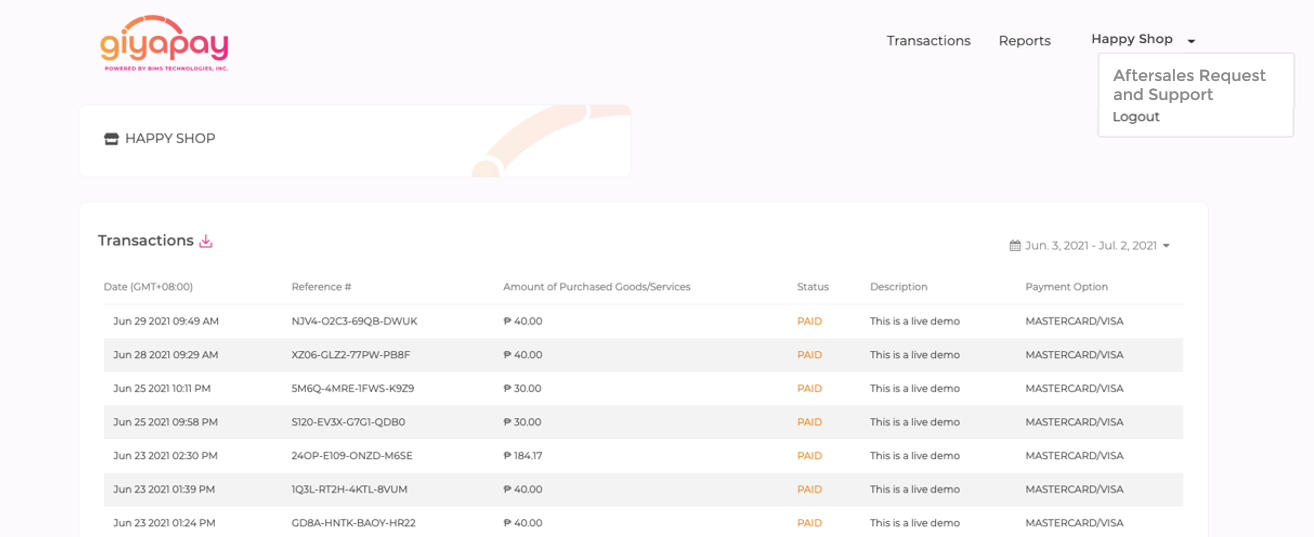 giyapay
POWERED BY BIMS TECHNOLOGIES, INC.
Transactions Reports Happy Shop
Aftersales Request
and Support
Logout
HAPPY SHOP
Transactions
Jun. 3, 2021 - Jul. 2, 2021
Date (GMT+08:00) Reference # Amount of Purchased Goods/Services Status Description Payment Option
Jun 29 2021 09:49 AM NJV4-O2C3-69QB-DWUK ₱ 40.00 PAID This is a live demo MASTERCARD/VISA
Jun 28 2021 09:29 AM XZ06-GLZ2-77PW-PB8F ₱ 40.00 PAID This is a live demo MASTERCARD/VISA
Jun 25 2021 10:11 PM 5M6Q-4MRE-1FWS-K9Z9 ₱ 30.00 PAID This is a live demo MASTERCARD/VISA
Jun 25 2021 09:58 PM S120-EV3X-G7G1-QDB0 ₱ 30.00 PAID This is a live demo MASTERCARD/VISA
Jun 23 2021 02:30 PM 24OP-E109-ONZD-M6SE ₱ 184.17 PAID This is a live demo MASTERCARD/VISA
Jun 23 2021 01:39 PM 1Q3L-RT2H-4KTL-8VUM ₱ 40.00 PAID This is a live demo MASTERCARD/VISA
Jun 23 2021 01:24 PM GD8A-HNTK-BAOY-HR22 ₱ 40.00 PAID This is a live demo MASTERCARD/VISA